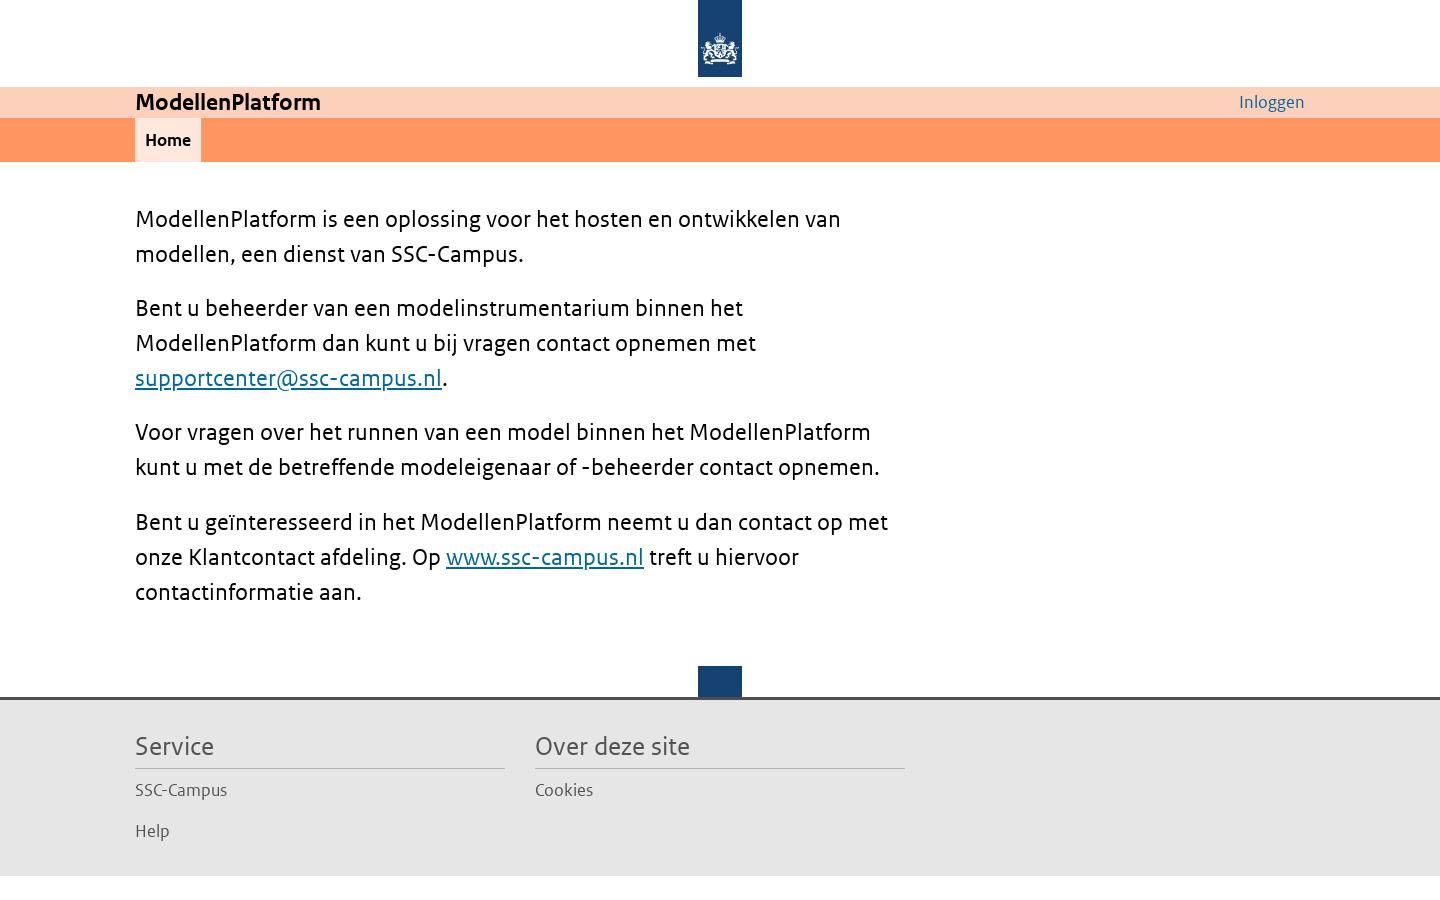 ModellenPlatform
Inloggen
Home
ModellenPlatform is een oplossing voor het hosten en ontwikkelen van
modellen, een dienst van SSC-Campus.
Bent u beheerder van een modelinstrumentarium binnen het
ModellenPlatform dan kunt u bij vragen contact opnemen met
supportcenter@ssc-campus.nl.
Voor vragen over het runnen van een model binnen het ModellenPlatform
kunt u met de betreffende modeleigenaar of -beheerder contact opnemen.
Bent u geïnteresseerd in het ModellenPlatform neemt u dan contact op met
onze Klantcontact afdeling. Op www.ssc-campus.nl treft u hiervoor
contactinformatie aan.
Service
SSC-Campus
Help
Over deze site
Cookies